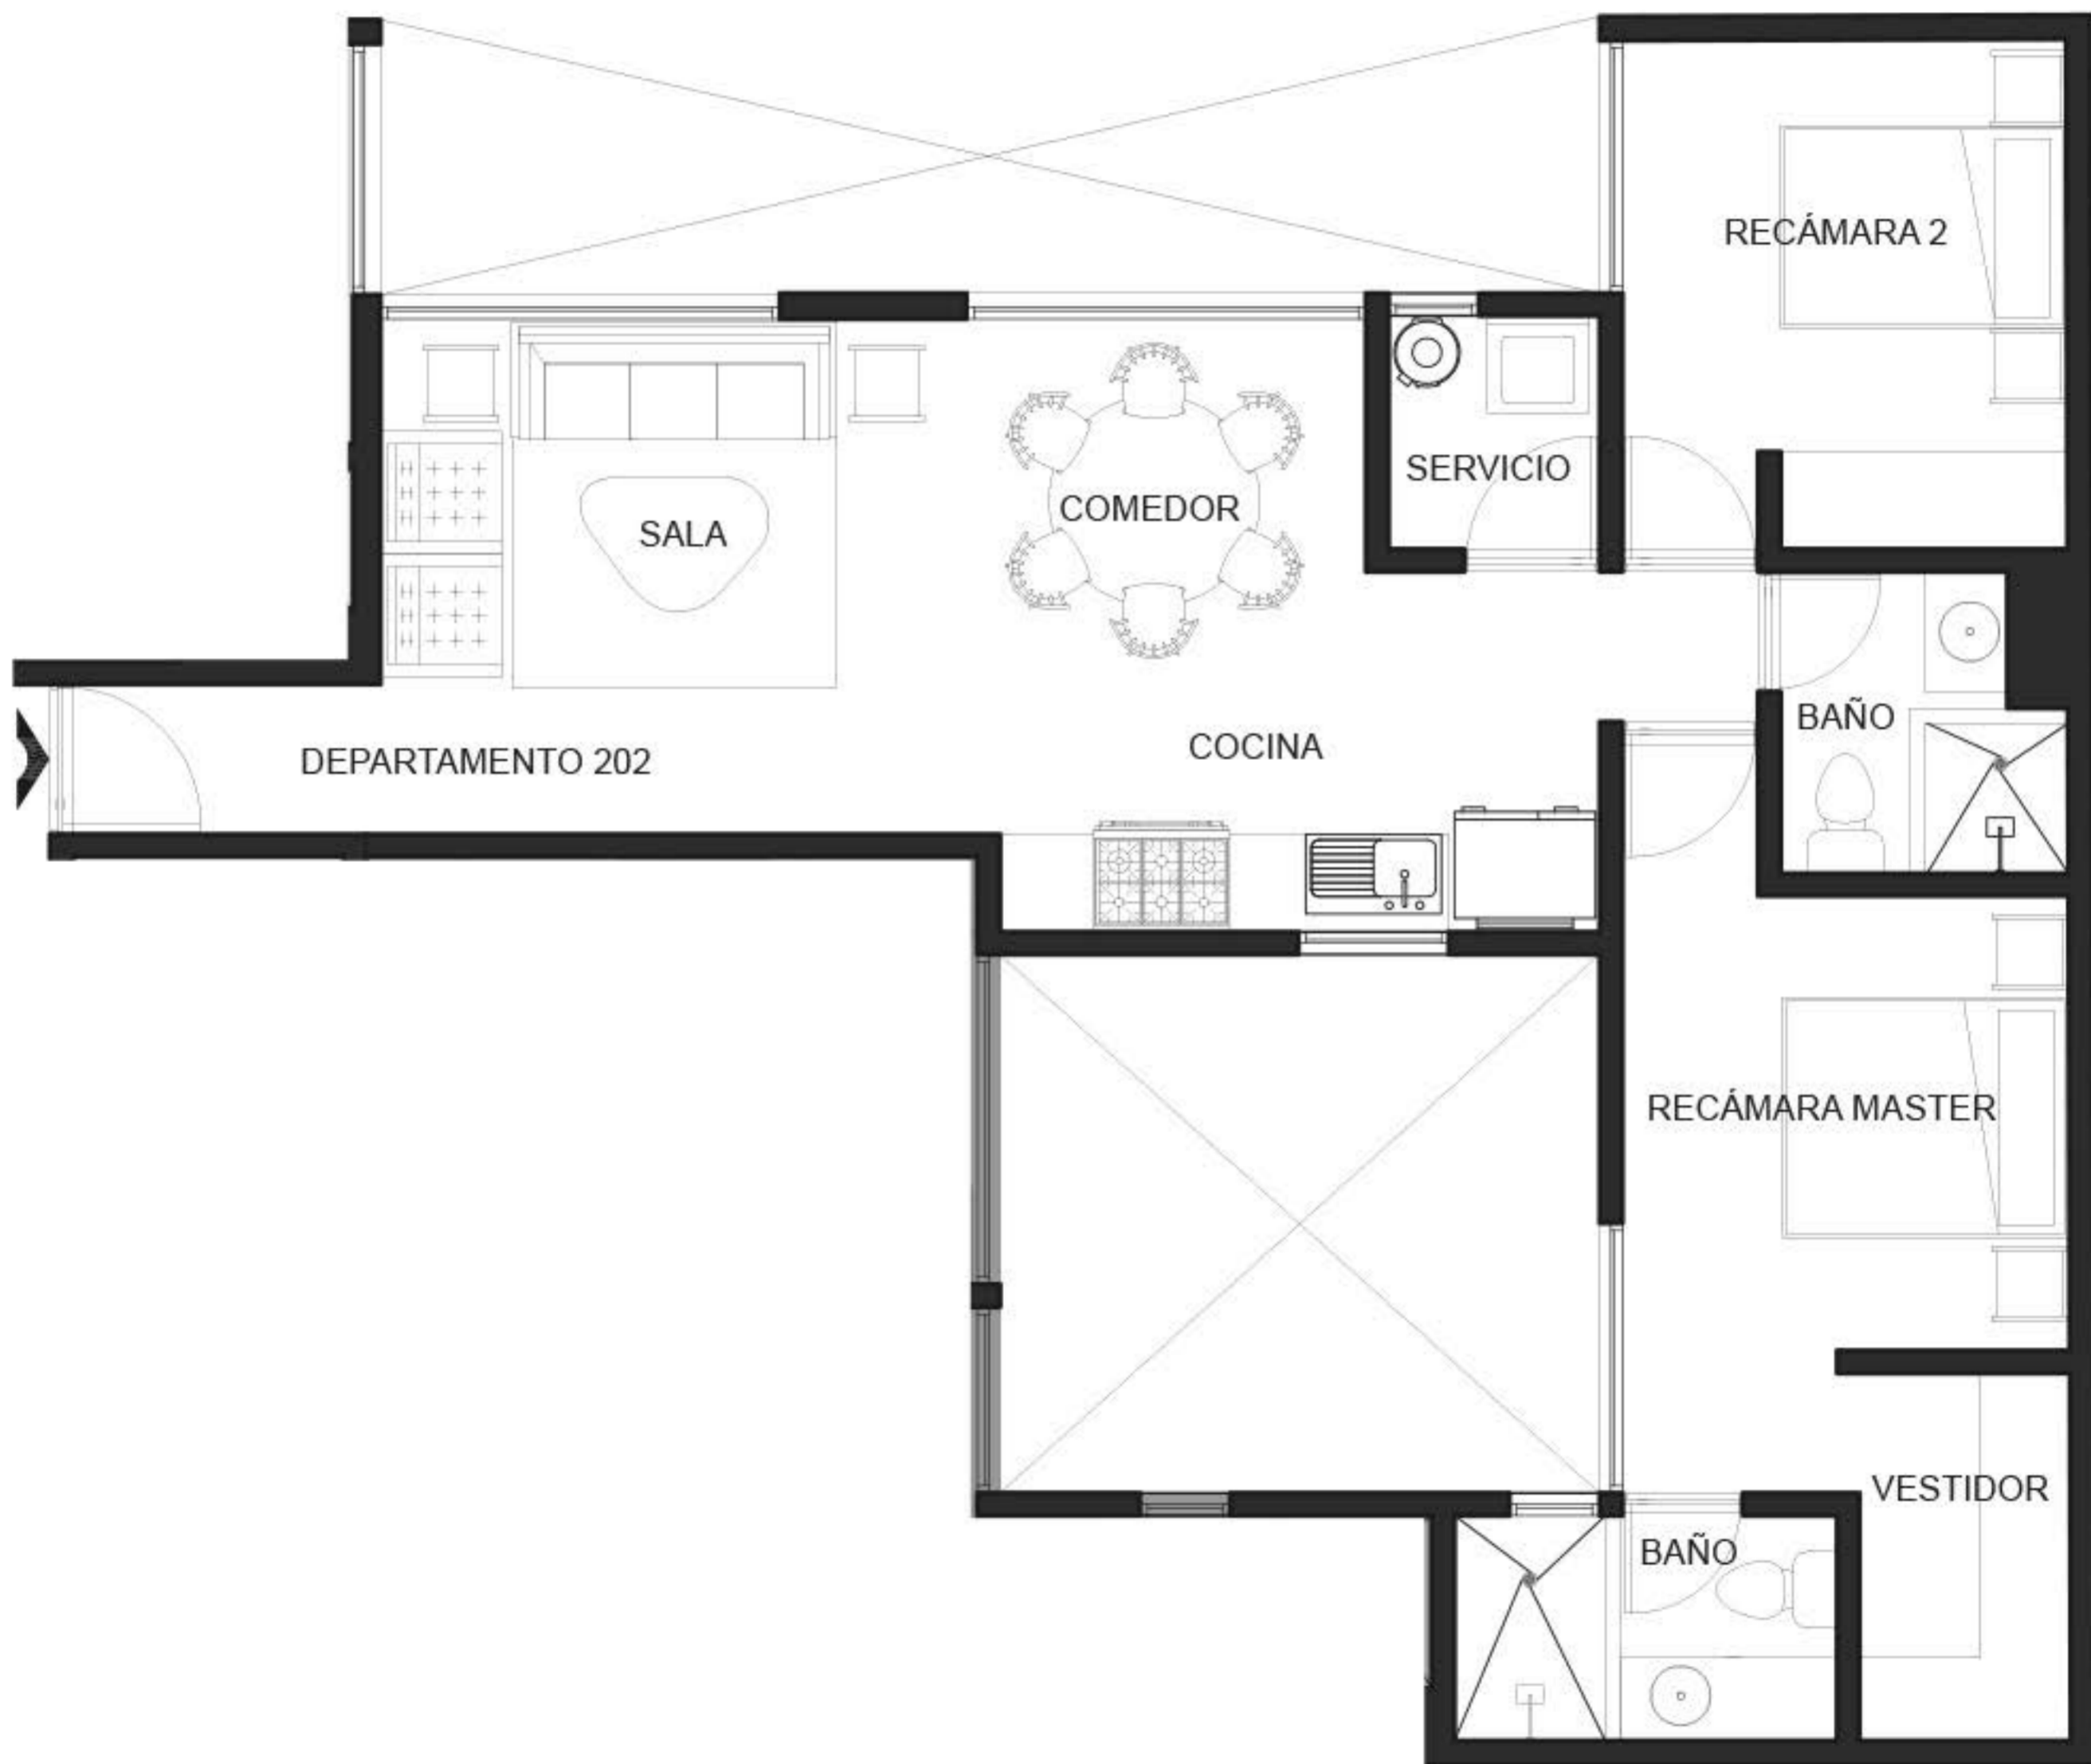 RECÁMARA 2
SERVICIO
COMEDOR
SALA
BAÑO
COCINA
DEPARTAMENTO 202
RECÁMARA MASTER
VESTIDOR
BAÑO